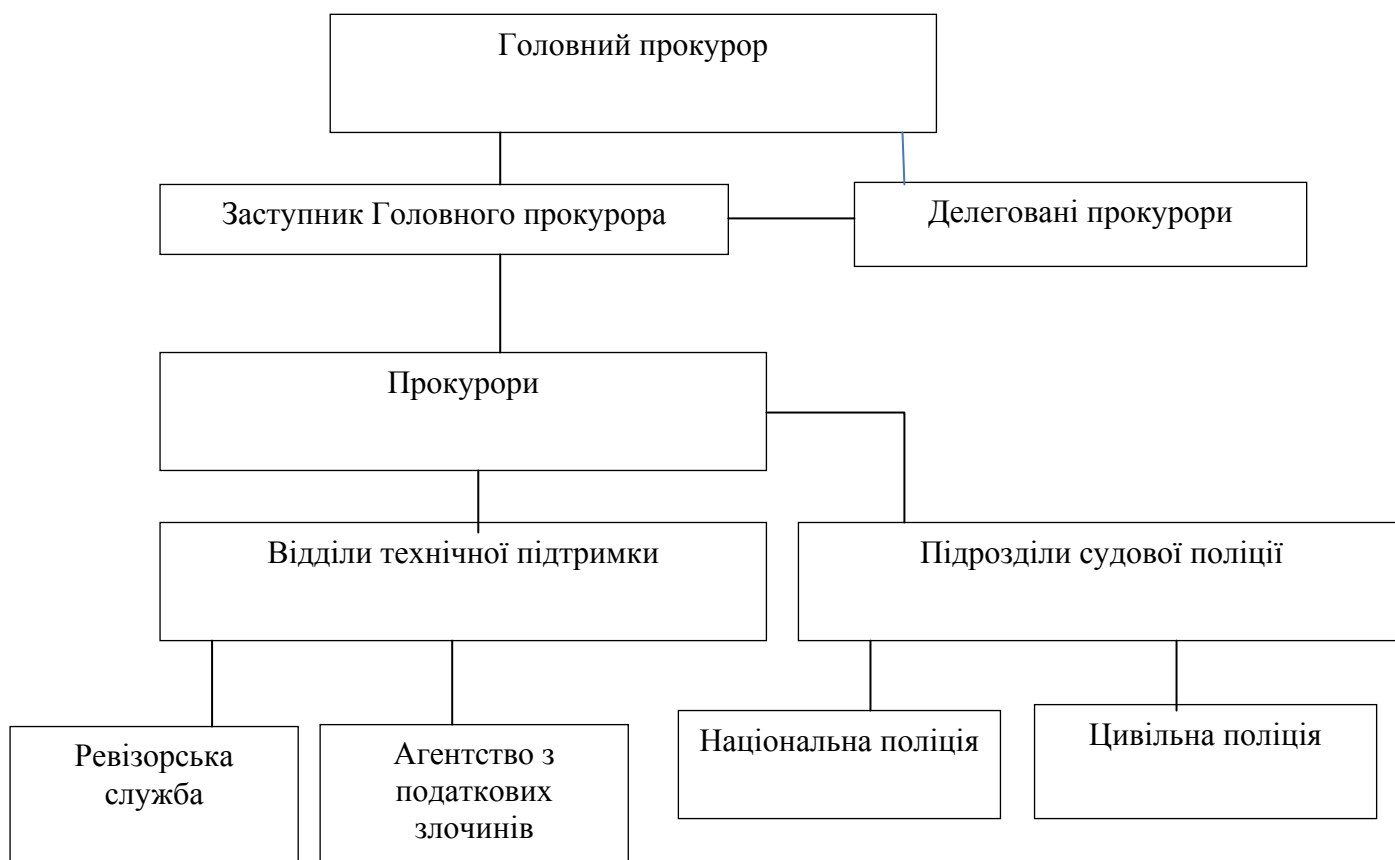 Головний прокурор
Заступник Головного прокурора
Делеговані прокурори
Прокурори
Відділи технічної підтримки
Підрозділи судової поліції
Ревізорська
служба
Агентство з
податкових
злочинів
Національна поліція
Цивільна поліція